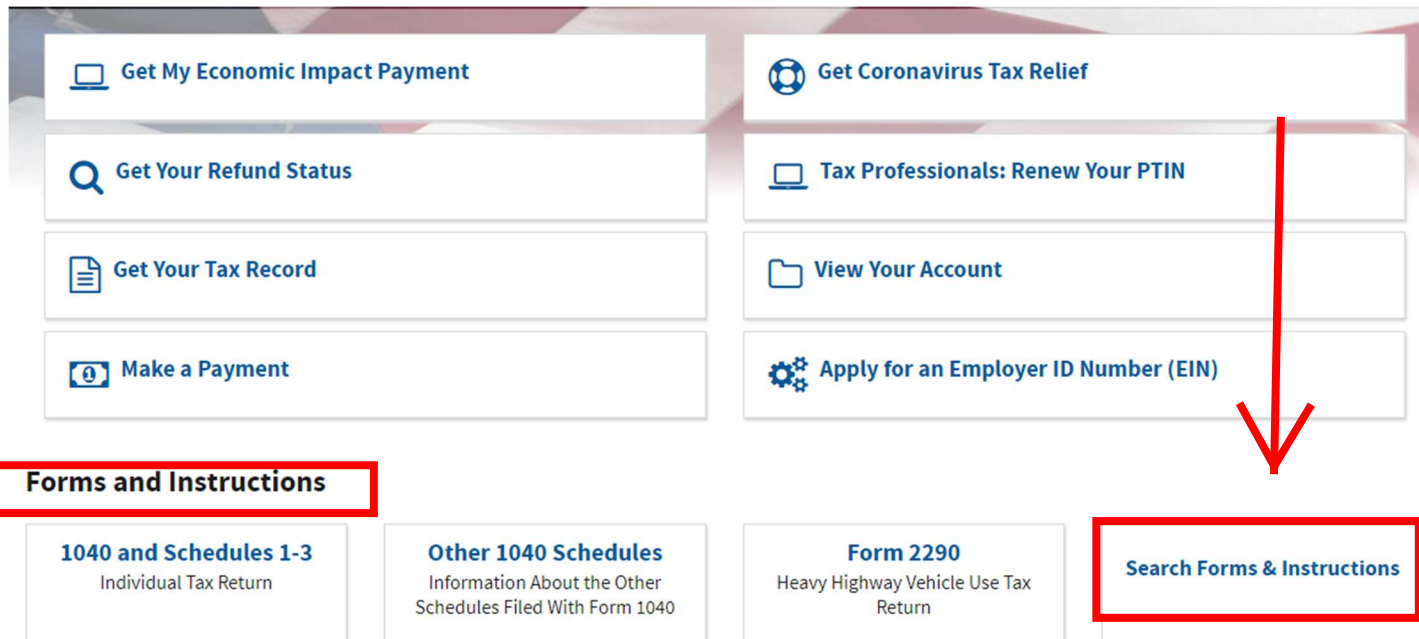 Get My Economic Impact Payment
Get Coronavirus Tax Relief
Get Your Refund Status
Tax Professionals: Renew Your PTIN
Get Your Tax Record
View Your Account
Make a Payment
Apply for an Employer ID Number (EIN)
Forms and Instructions
1040 and Schedules 1-3
Individual Tax Return
Other 1040 Schedules
Information About the Other
Schedules Filed With Form 1040
Form 2290
Heavy Highway Vehicle Use Tax
Return
Search Forms & Instructions